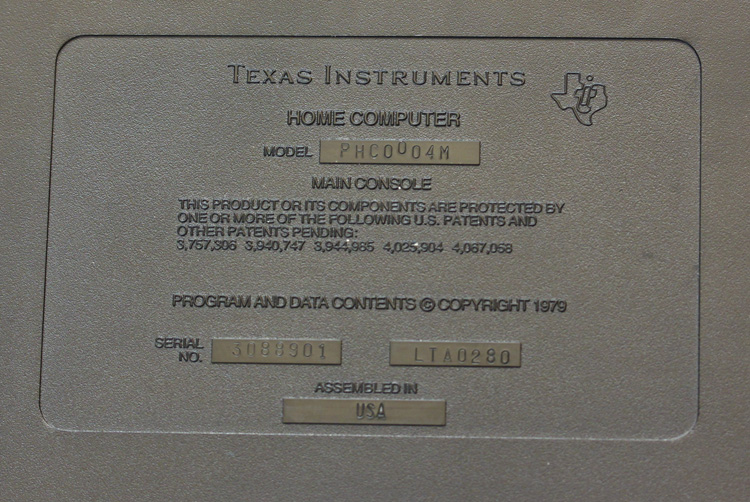 TEXAS INSTRUMENTS
HOME COMPUTER
MODEL PHC0004M
MAIN CONSOLE
THIS PRODUCT OR ITS COMPONENTS ARE PROTECTED BY
ONE OR MORE OF THE FOLLOWING U.S. PATENTS AND
OTHER PATENTS PENDING:
3,757,306 3,940,747 3,944,985 4,025,904 4,067,058
PROGRAM AND DATA CONTENTS © COPYRIGHT 1979
SERIAL
NO. 3088901 LTA0280
ASSEMBLED IN
USA